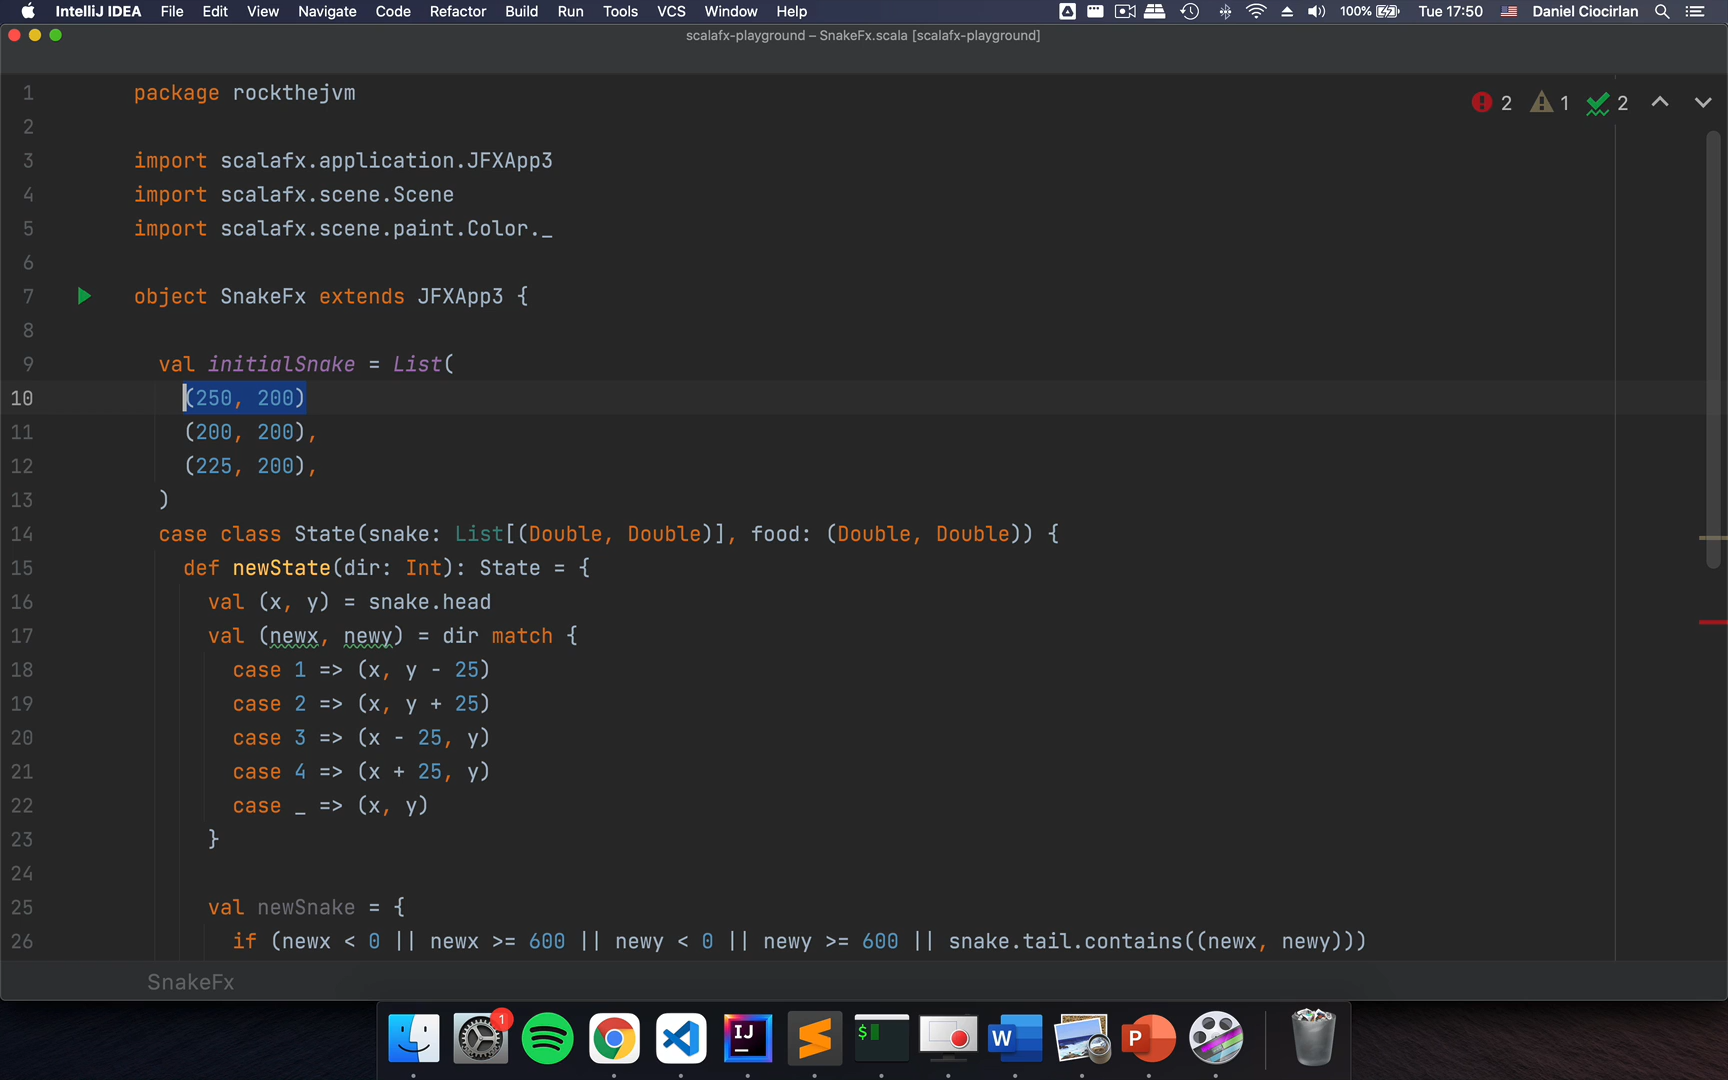 IntelliJ IDEA File Edit View Navigate Code Refactor Build Run Tools VCS Window Help 100% Tue 17:50 Daniel Ciocirlan
scalafx-playground – SnakeFx.scala [scalafx-playground]
2 1 2
1 package rockthejvm
2
3 import scalafx.application.JFXApp3
4 import scalafx.scene.Scene
5 import scalafx.scene.paint.Color._
6
7 object SnakeFx extends JFXApp3 {
8
9 val initialSnake = List(
10 (250, 200)
11 (200, 200),
12 (225, 200),
13 )
14 case class State(snake: List[(Double, Double)], food: (Double, Double)) {
15 def newState(dir: Int): State = {
16 val (x, y) = snake.head
17 val (newx, newy) = dir match {
18 case 1 => (x, y - 25)
19 case 2 => (x, y + 25)
20 case 3 => (x - 25, y)
21 case 4 => (x + 25, y)
22 case _ => (x, y)
23 }
24
25 val newSnake = {
26 if (newx < 0 || newx >= 600 || newy < 0 || newy >= 600 || snake.tail.contains((newx, newy)))
SnakeFx
1
IJ
$
W
P